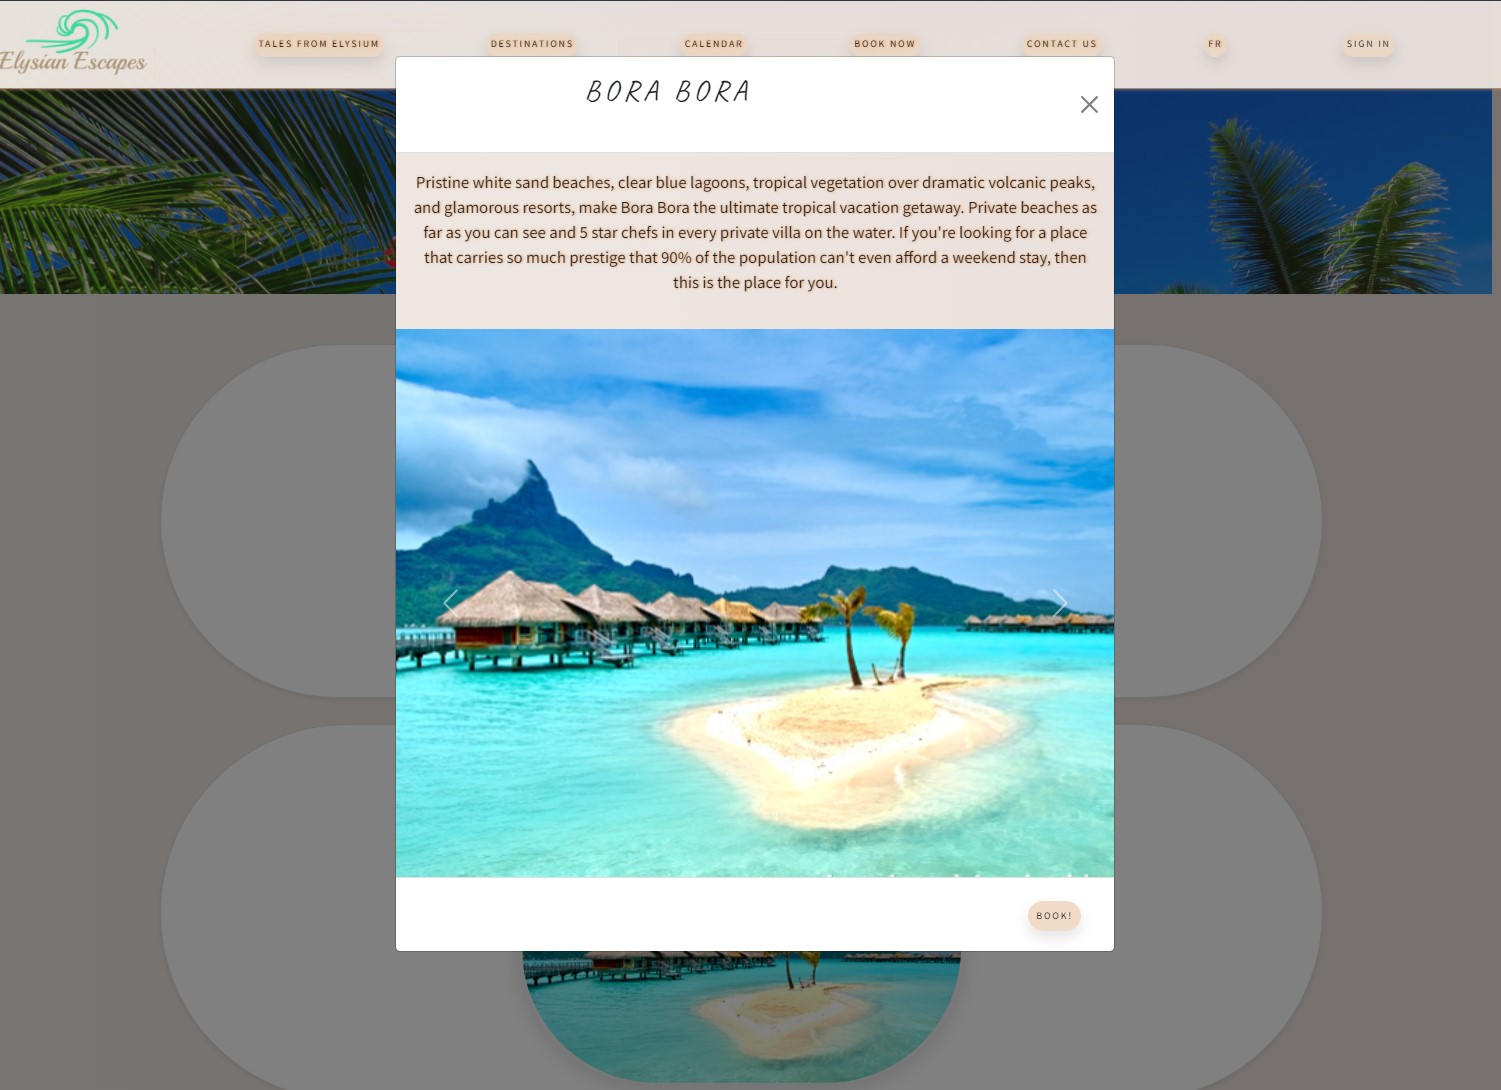 Elysian Escapes
TALES FROM ELYSIUM
DESTINATIONS
CALENDAR
BOOK NOW
CONTACT US
FR
SIGN IN
BORA BORA
Pristine white sand beaches, clear blue lagoons, tropical vegetation over dramatic volcanic peaks,
and glamorous resorts, make Bora Bora the ultimate tropical vacation getaway. Private beaches as
far as you can see and 5 star chefs in every private villa on the water. If you're looking for a place
that carries so much prestige that 90% of the population can't even afford a weekend stay, then
this is the place for you.
BOOK!